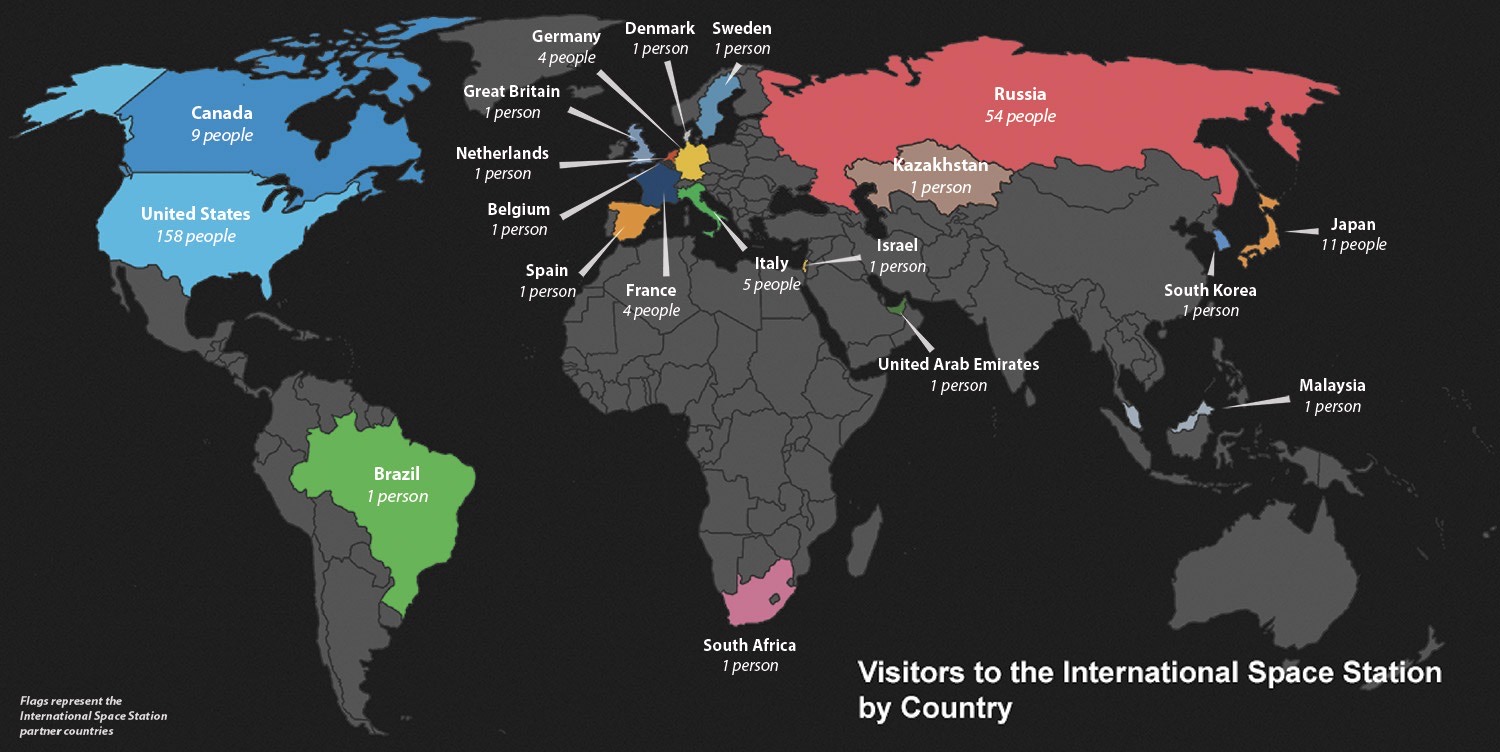 Germany
4 people
Denmark
1 person
Sweden
1 person
Great Britain
1 person
Canada
9 people
Russia
54 people
Netherlands
1 person
Kazakhstan
1 person
United States
158 people
Belgium
1 person
Japan
11 people
Israel
1 person
Spain
1 person
Italy
5 people
France
4 people
South Korea
1 person
United Arab Emirates
1 person
Malaysia
1 person
Brazil
1 person
South Africa
1 person
Visitors to the International Space Station
by Country
Flags represent the
International Space Station
partner countries